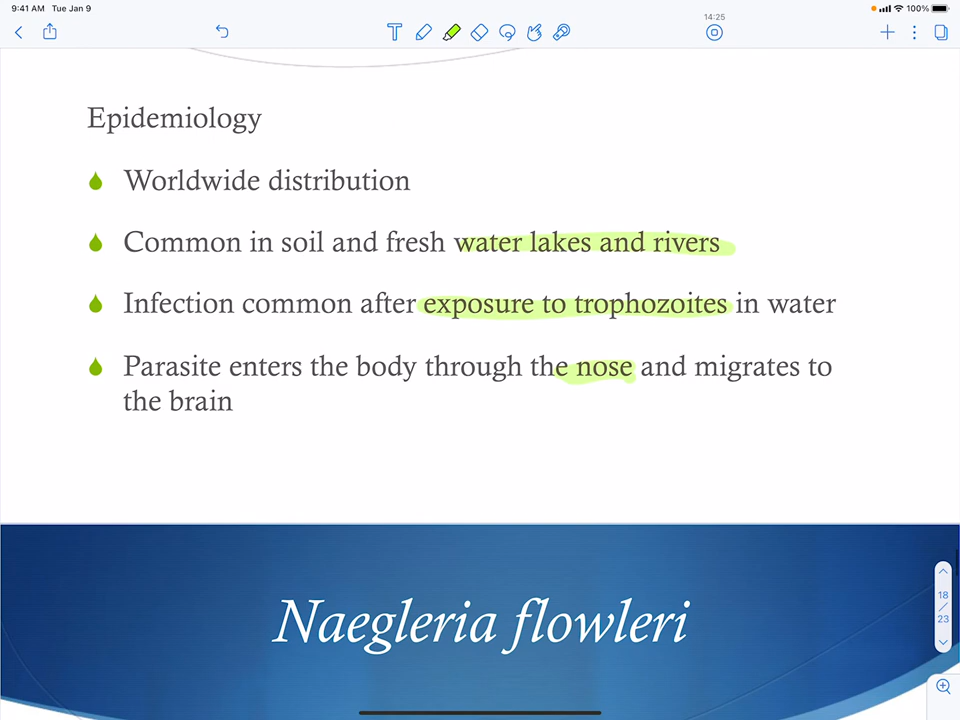 9:41 AM Tue Jan 9
100%
14:25
Epidemiology
Worldwide distribution
Common in soil and fresh water lakes and rivers
Infection common after exposure to trophozoites in water
Parasite enters the body through the nose and migrates to
the brain
18
/
23
Naegleria flowleri